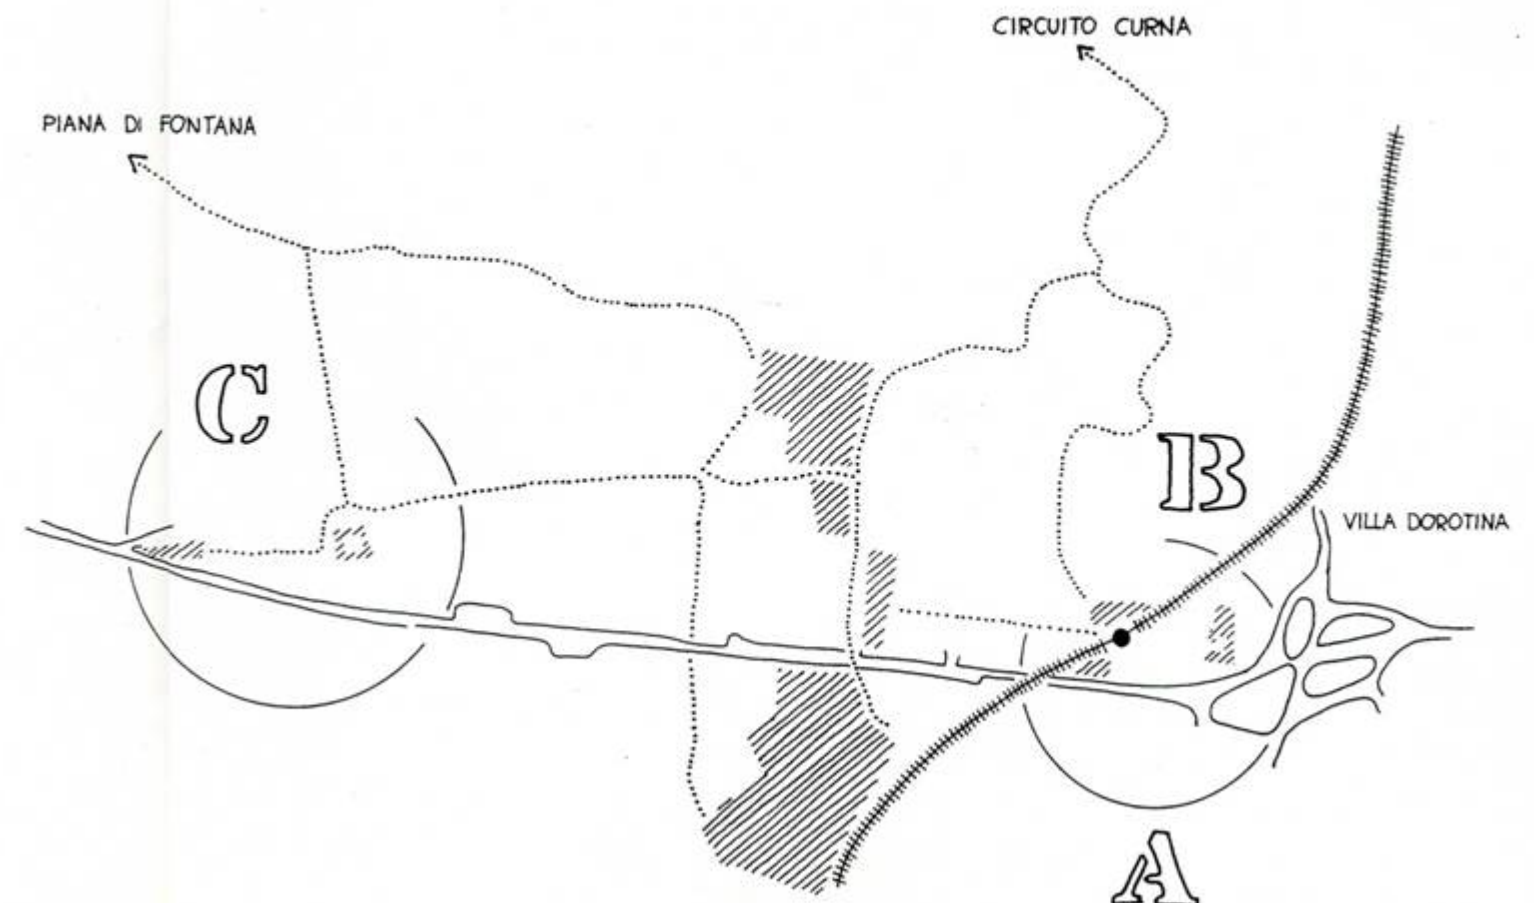 CIRCUITO CURNA
PIANA DI FONTANA
C
B
VILLA DOROTINA
A